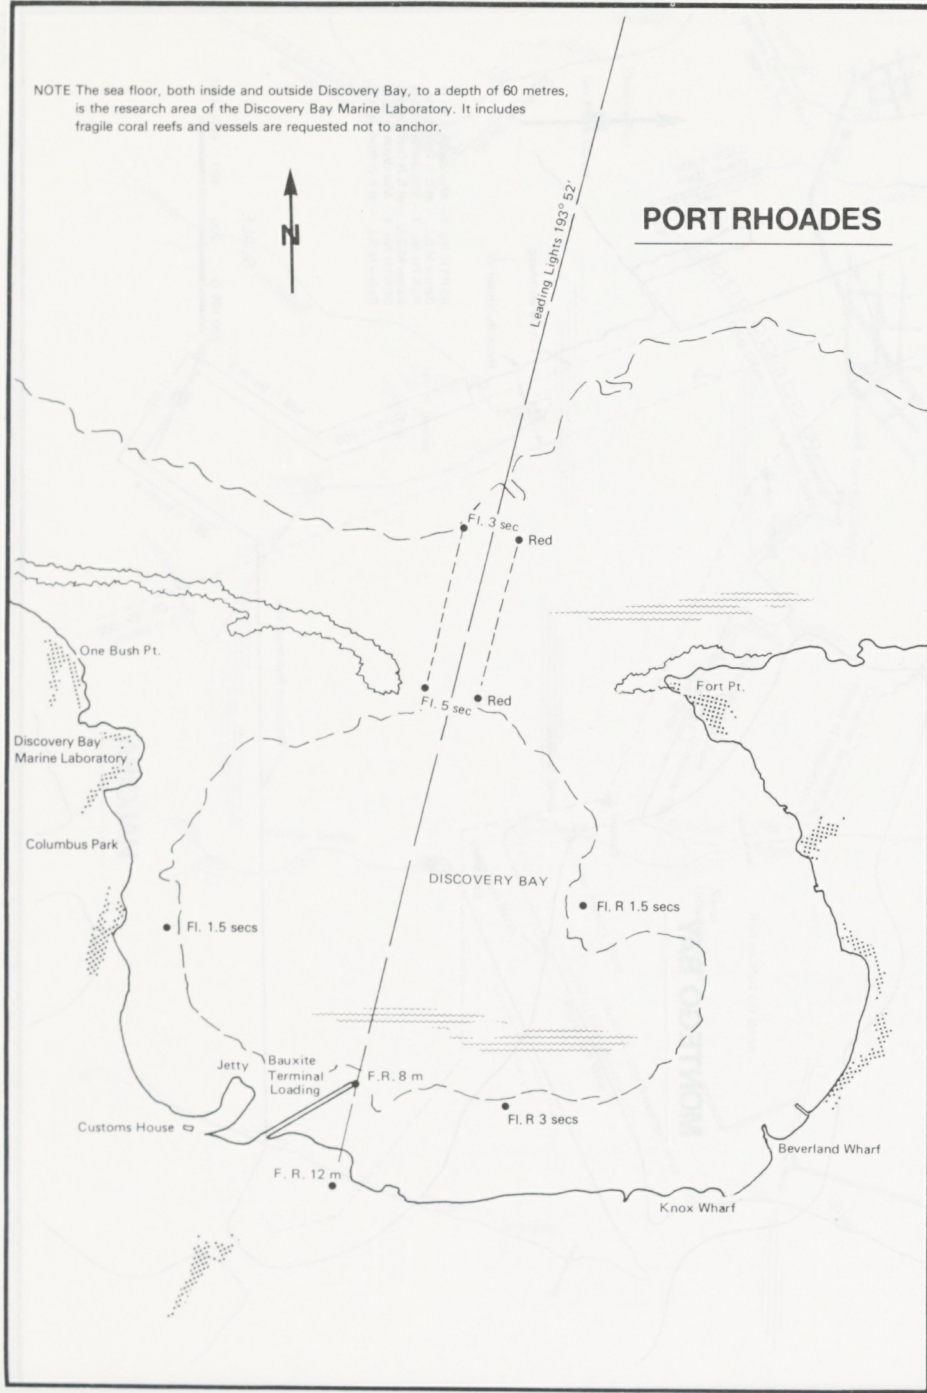 NOTE The sea floor, both inside and outside Discovery Bay, to a depth of 60 metres,
is the research area of the Discovery Bay Marine Laboratory. It includes
fragile coral reefs and vessels are requested not to anchor.
N
PORT RHOADES
Leading Lights 193° 52'
Fl. 3 sec
Red
One Bush Pt.
Fort Pt.
Fl. 5 sec
Red
Discovery Bay
Marine Laboratory
Columbus Park
DISCOVERY BAY
Fl. R 1.5 secs
Fl. 1.5 secs
Jetty
Bauxite
Terminal
Loading
F.R. 8 m
Fl. R 3 secs
Customs House
Beverland Wharf
F. R. 12 m
Knox Wharf
MONTEGO BAY